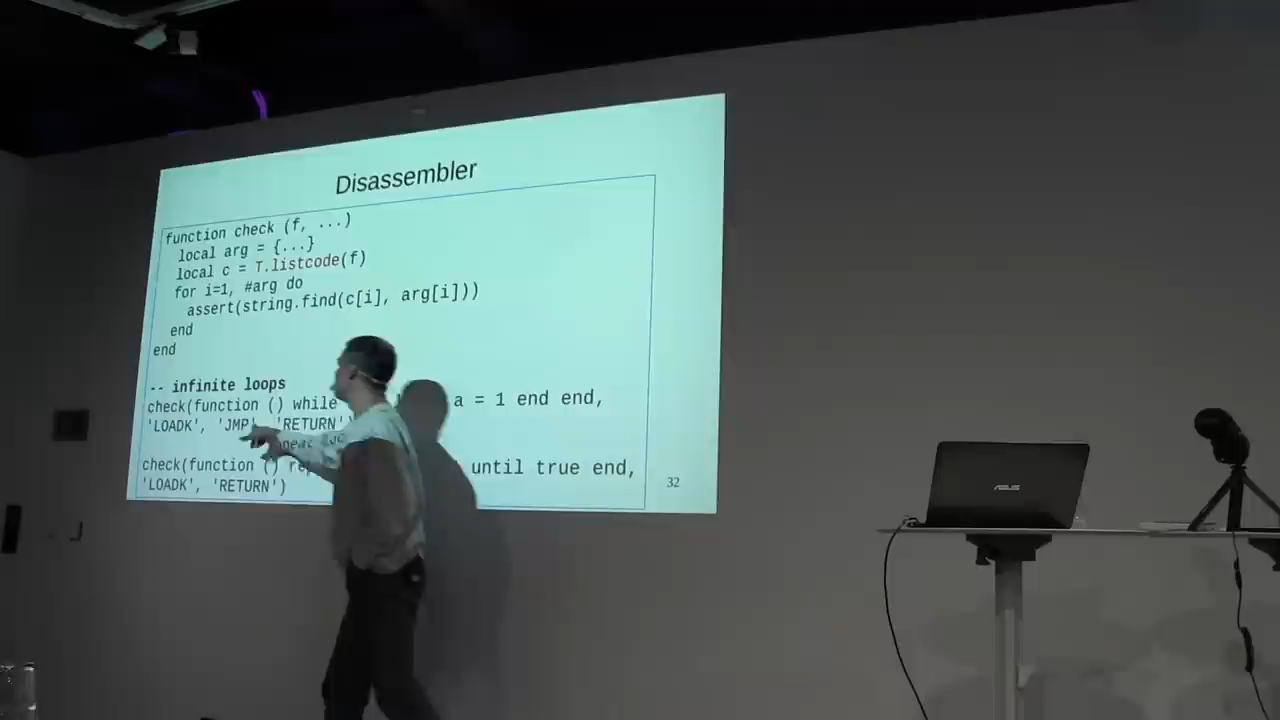 Disassembler
function check (f, ...)
local arg = {...}
local c = T.listcode(f)
for i=1, #arg do
assert(string.find(c[i], arg[i]))
end
end
-- infinite loops
check(function () while a = 1 end end,
'LOADK', 'JMP', 'RETURN')
check(function () until true end,
'LOADK', 'RETURN')
32
ASUS